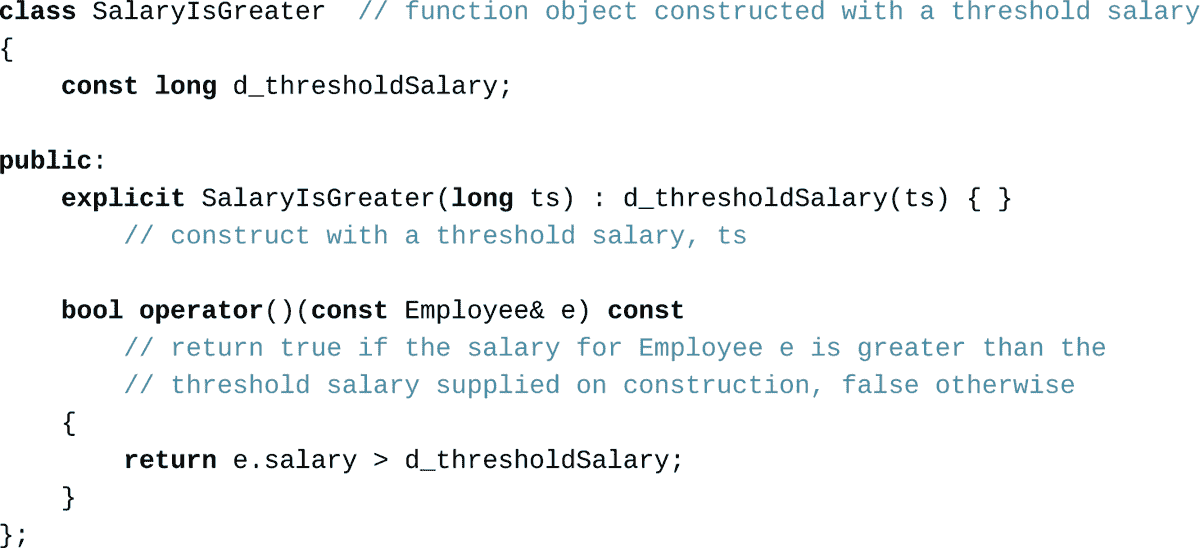 class SalaryIsGreater  // function object constructed with a threshold salary
{
    const long d_thresholdSalary;

public:
    explicit SalaryIsGreater(long ts) : d_thresholdSalary(ts) { }
        // construct with a threshold salary, ts

    bool operator()(const Employee& e) const
        // return true if the salary for Employee e is greater than the
        // threshold salary supplied on construction, false otherwise
    {
        return e.salary > d_thresholdSalary;
    }
};